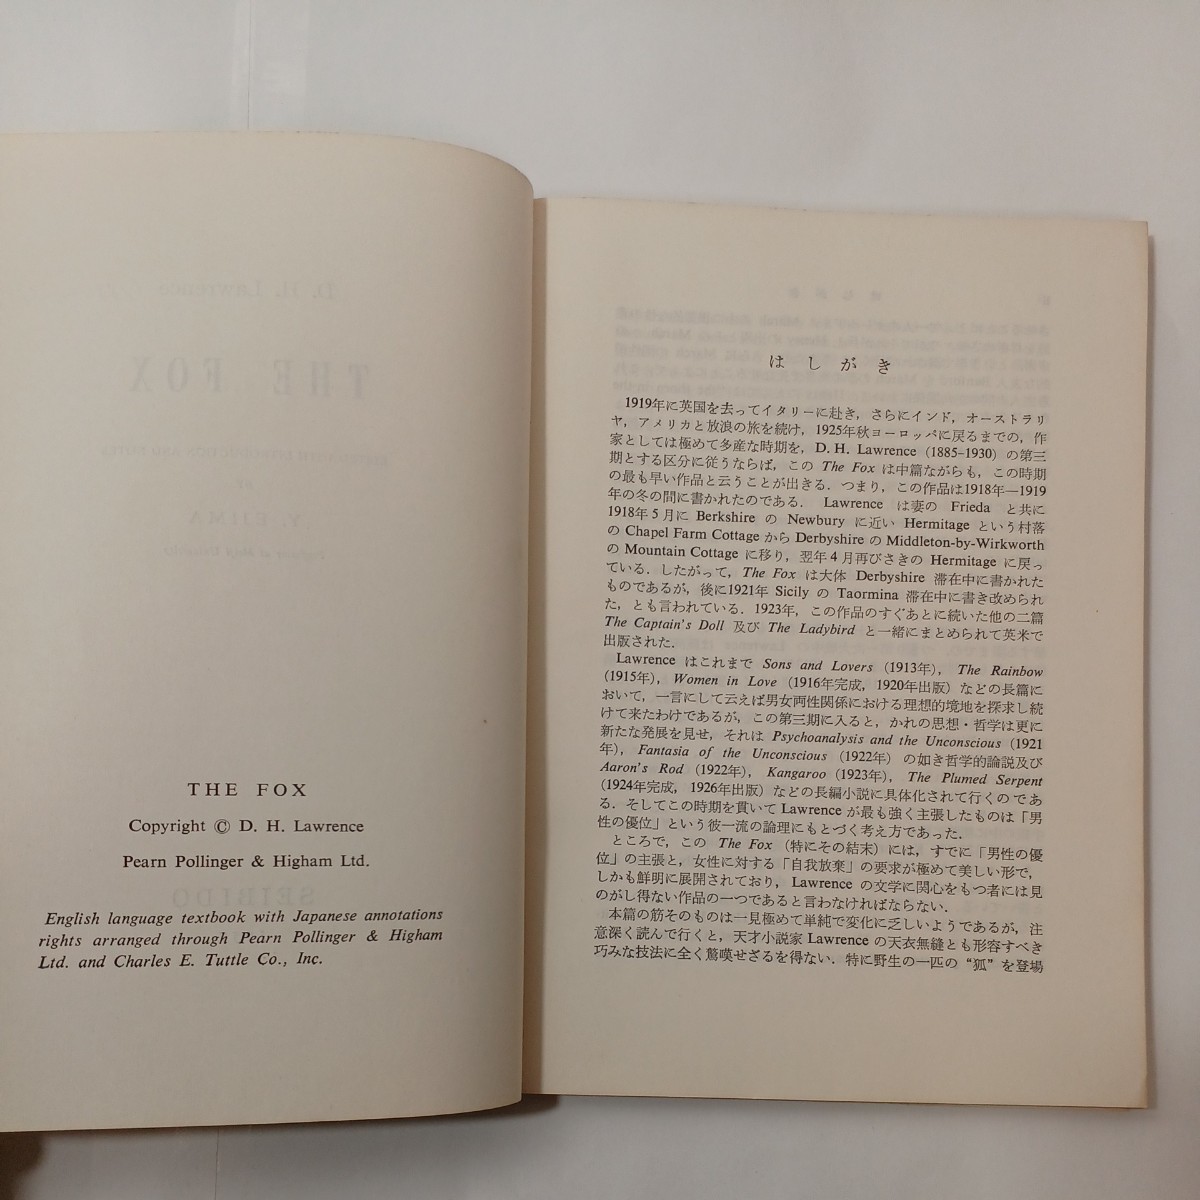 THE FOX
Copyright © D. H. Lawrence
Pearn Pollinger & Higham Ltd.
English language textbook with Japanese annotations
rights arranged through Pearn Pollinger & Higham
Ltd. and Charles E. Tuttle Co., Inc.
はしがき
1919年に英国を去ってイタリーに赴き，さらにインド，オーストラリ
ヤ，アメリカと放浪の旅を続け，1925年秋ヨーロッパに戻るまでの，作
家としては極めて多産な時期を，D. H. Lawrence (1885-1930) の第三
期とする区分に従うならば，この The Fox は中篇ながらも，この時期
の最も早い作品と云うことが出きる．つまり，この作品は1918年—1919
年の冬の間に書かれたのである． Lawrence は妻の Frieda と共に
1918年5月に Berkshire の Newbury に近い Hermitage という村落
の Chapel Farm Cottage から Derbyshire の Middleton-by-Wirkworth
の Mountain Cottage に移り，翌年4月再びさきの Hermitage に戻っ
ている．したがって，The Fox は大体 Derbyshire 滞在中に書かれた
ものであるが，後に1921年 Sicily の Taormina 滞在中に書き改められ
た，とも言われている．1923年，この作品のすぐあとに続いた他の二篇
The Captain's Doll 及び The Ladybird と一緒にまとめられて英米で
出版された．
Lawrence はこれまで Sons and Lovers (1913年)， The Rainbow
(1915年)，Women in Love (1916年完成，1920年出版) などの長篇に
おいて，一言にして云えば男女両性関係における理想的境地を探求し続
けて来たわけであるが，この第三期に入ると，かれの思想・哲学は更に
新たな発展を見せ，それは Psychoanalysis and the Unconscious (1921
年)， Fantasia of the Unconscious (1922年) の如き哲学的論説及び
Aaron's Rod (1922年)， Kangaroo (1923年)， The Plumed Serpent
(1924年完成，1926年出版) などの長編小説に具体化されて行くのであ
る．そしてこの時期を貫いて Lawrence が最も強く主張したものは「男
性の優位」という彼一流の論理にもとづく考え方であった．
ところで，この The Fox (特にその結末) には，すでに「男性の優
位」の主張と，女性に対する「自我放棄」の要求が極めて美しい形で，
しかも鮮明に展開されており，Lawrence の文学に関心をもつ者には見
のがし得ない作品の一つであると言わなければならない．
本篇の筋そのものは一見極めて単純で変化に乏しいようであるが，注
意深く読んで行くと，天才小説家 Lawrence の天衣無縫とも形容すべき
巧みな技法に全く驚嘆せざるを得ない．特に野生の一匹の “狐” を登場